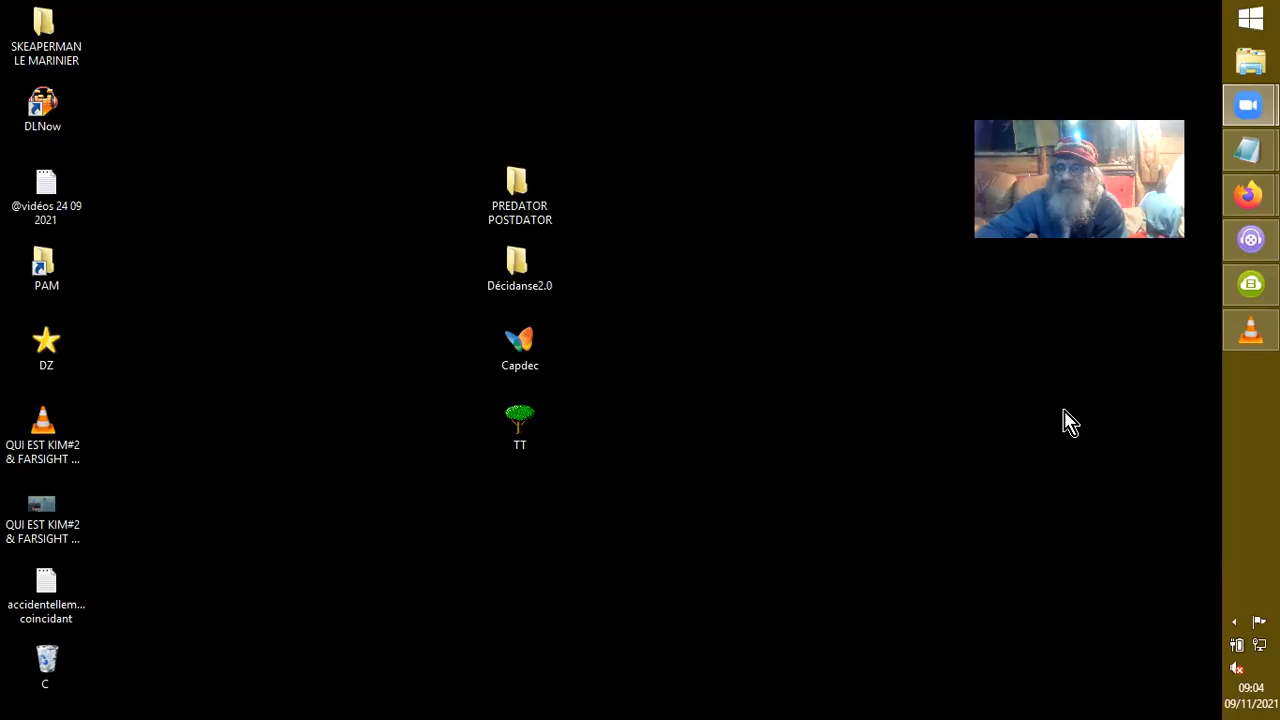 SKEAPERMAN
LE MARINIER
DLNow
@vidéos 24 09
2021
PAM
DZ
QUI EST KIM#2
& FARSIGHT ...
QUI EST KIM#2
& FARSIGHT ...
accidentellem...
coincidant
C
PREDATOR
POSTDATOR
Décidanse2.0
Capdec
TT
09:04
09/11/2021